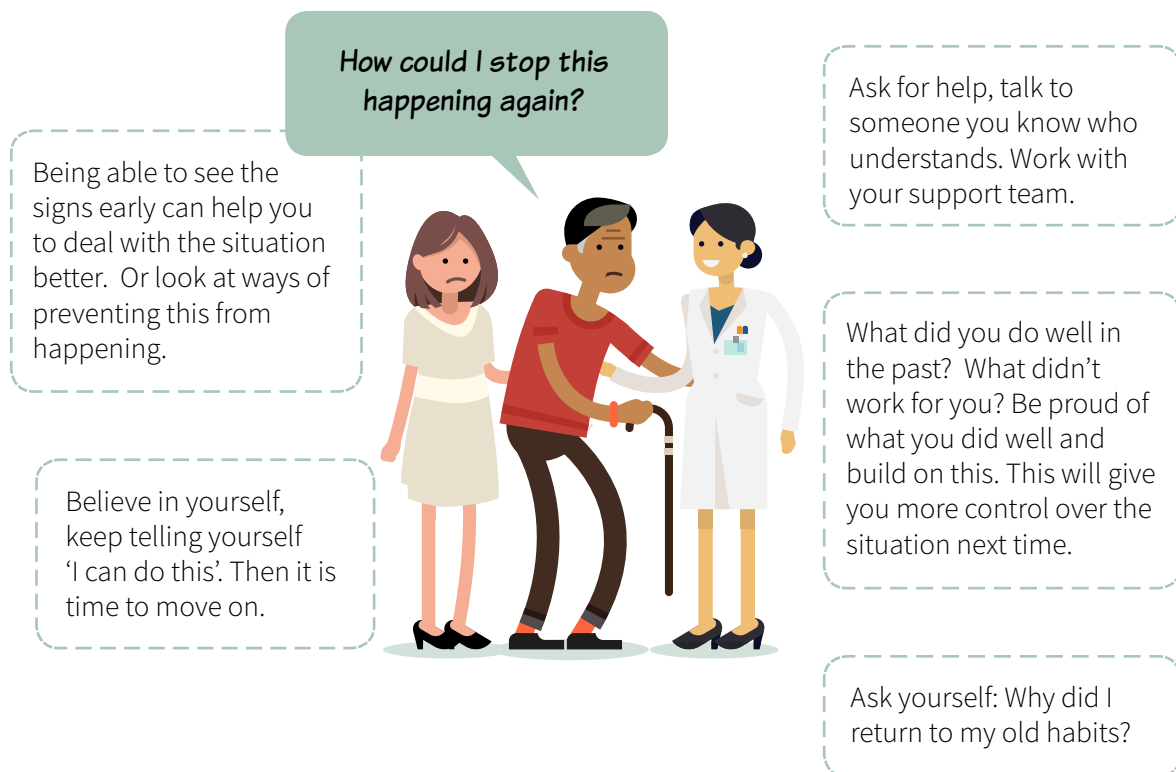 How could I stop this
happening again?
Being able to see the
signs early can help you
to deal with the situation
better.  Or look at ways of
preventing this from
happening.
Believe in yourself,
keep telling yourself
‘I can do this’. Then it is
time to move on.
Ask for help, talk to
someone you know who
understands. Work with
your support team.
What did you do well in
the past?  What didn’t
work for you? Be proud of
what you did well and
build on this. This will give
you more control over the
situation next time.
Ask yourself: Why did I
return to my old habits?